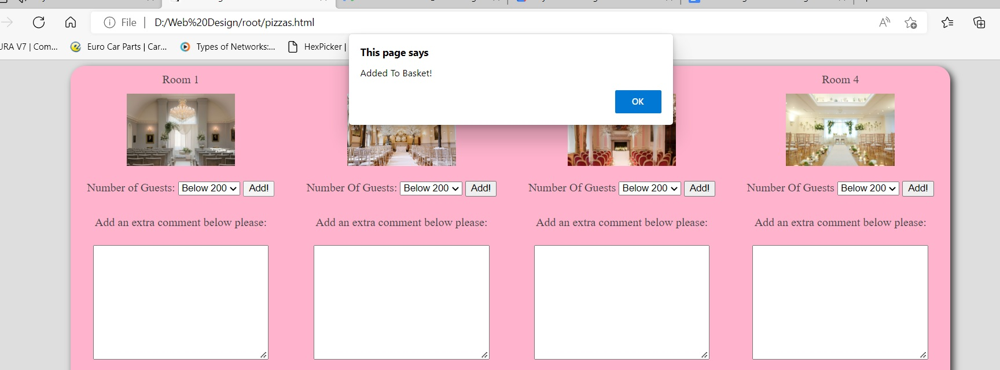 File | D:/Web%20Design/root/pizzas.html
URA V7 | Com... Euro Car Parts | Car... Types of Networks:... HexPicker |
This page says
Added To Basket!
OK
Room 1
Room 4
Number of Guests: Below 200 Add!
Number Of Guests: Below 200 Add!
Number Of Guests Below 200 Add!
Number Of Guests Below 200 Add!
Add an extra comment below please:
Add an extra comment below please:
Add an extra comment below please:
Add an extra comment below please: